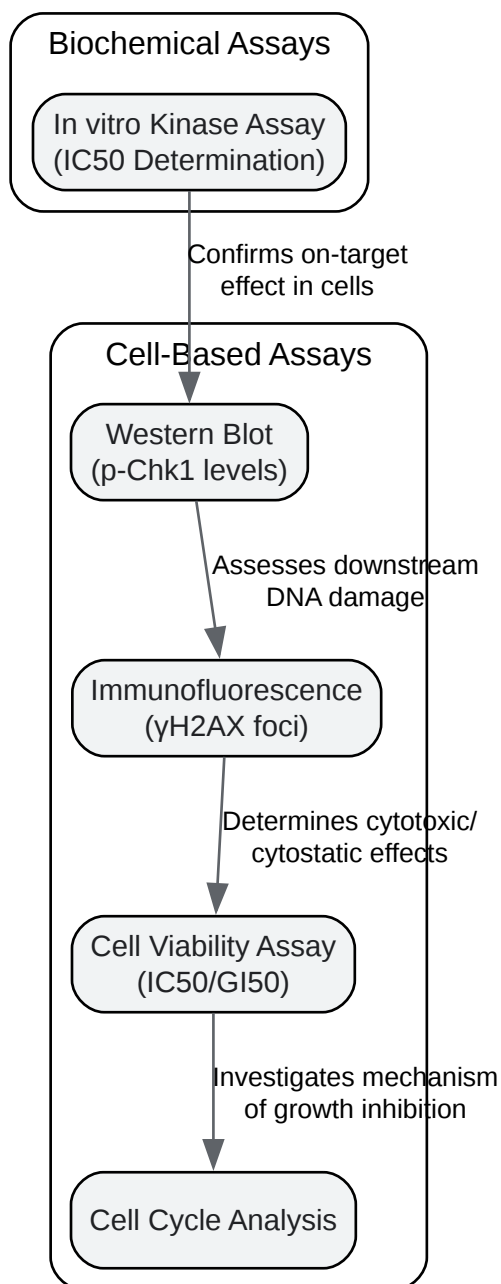 Biochemical Assays
In vitro Kinase Assay
(IC50 Determination)
Confirms on-target
effect in cells
Cell-Based Assays
Western Blot
(p-Chk1 levels)
Assesses downstream
DNA damage
Immunofluorescence
(γH2AX foci)
Determines cytotoxic/
cytostatic effects
Cell Viability Assay
(IC50/GI50)
Investigates mechanism
of growth inhibition
Cell Cycle Analysis